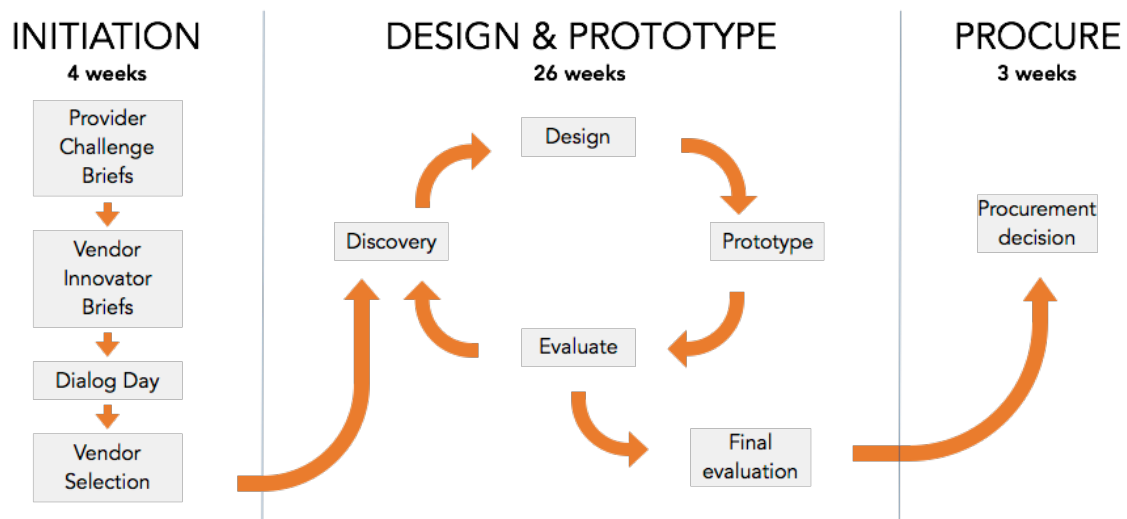 INITIATION
4 weeks
Provider
Challenge
Briefs
Vendor
Innovator
Briefs
Dialog Day
Vendor
Selection
DESIGN & PROTOTYPE
26 weeks
Design
Discovery
Prototype
Evaluate
Final
evaluation
PROCURE
3 weeks
Procurement
decision